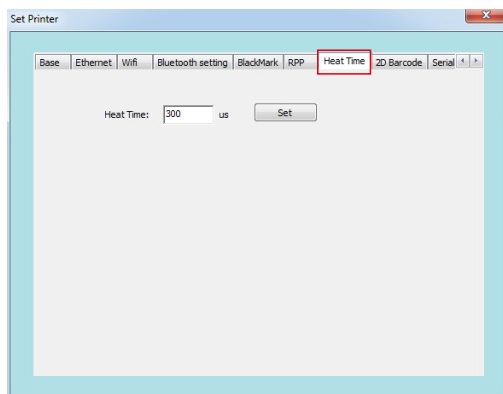 Set Printer
Base Ethernet Wifi Bluetooth setting BlackMark RPP Heat Time 2D Barcode Serial
Heat Time: 300 us Set